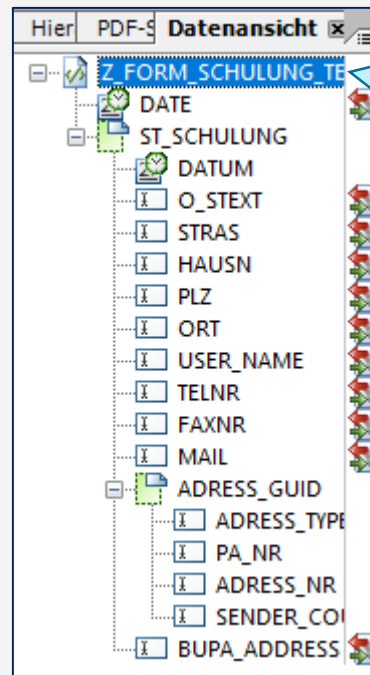 Hier PDF-S Datenansicht
Z_FORM_SCHULUNG_TE
DATE
ST_SCHULUNG
DATUM
O_STEXT
STRAS
HAUSN
PLZ
ORT
USER_NAME
TELNR
FAXNR
MAIL
ADRESS_GUID
ADRESS_TYPE
PA_NR
ADRESS_NR
SENDER_COU
BUPA_ADDRESS